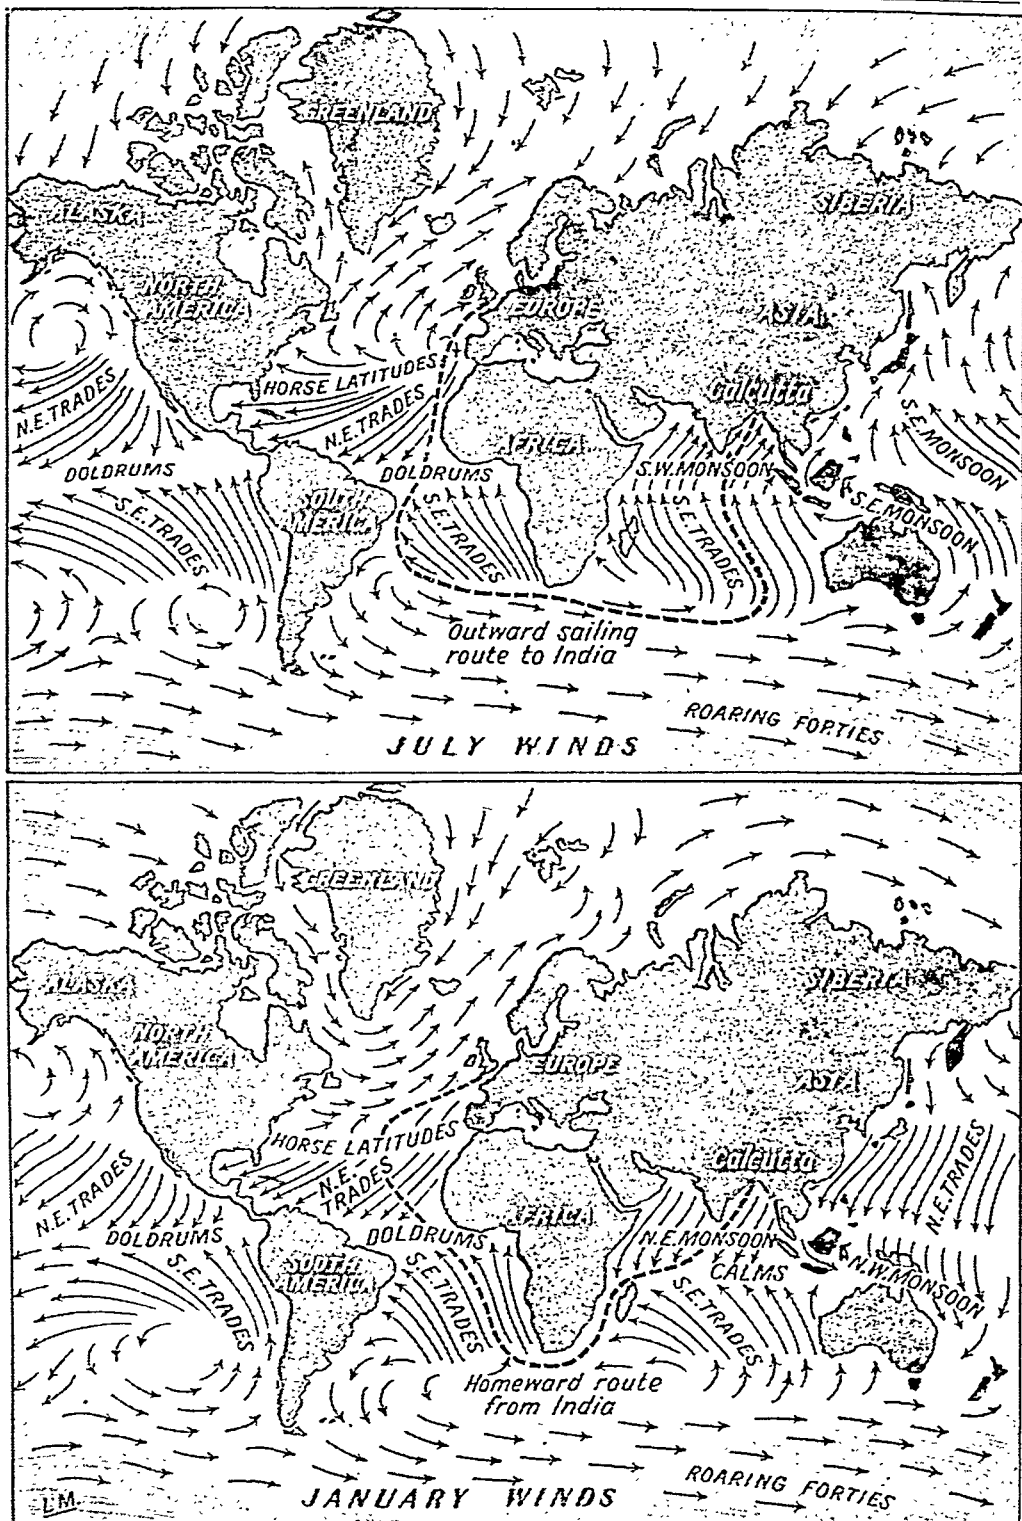 GREENLAND
ALASKA
SIBERIA
NORTH
AMERICA
EUROPE
ASIA
HORSE LATITUDES
Calcutta
N.E.TRADES
N.E.TRADES
S.E.MONSOON
AFRICA
DOLDRUMS
DOLDRUMS
S.W.MONSOON
SOUTH
AMERICA
S.E.TRADES
S.E.TRADES
S.E.TRADES
S.E.MONSOON
Outward sailing
route to India
ROARING FORTIES
JULY WINDS
GREENLAND
ALASKA
SIBERIA
NORTH
AMERICA
EUROPE
ASIA
HORSE LATITUDES
Calcutta
N.E.TRADES
N.E.
TRADES
N.E.TRADES
AFRICA
DOLDRUMS
DOLDRUMS
N.E.MONSOON
CALMS
N.W.MONSOON
SOUTH
AMERICA
S.E.TRADES
S.E.TRADES
S.E.TRADES
Homeward route
from India
ROARING FORTIES
L.M.
JANUARY WINDS